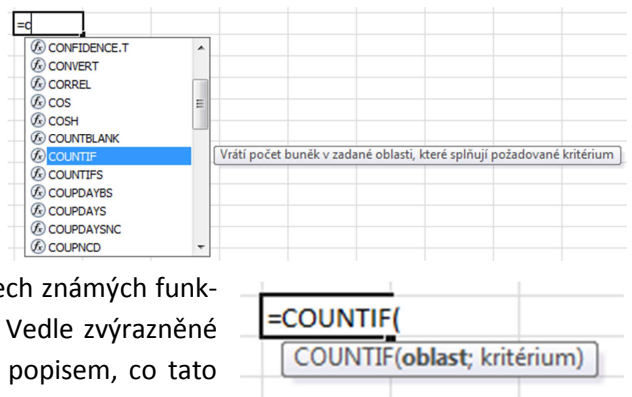 =c
CONFIDENCE.T
CONVERT
CORREL
COS
COSH
COUNTBLANK
COUNTIF
Vrátí počet buněk v zadané oblasti, které splňují požadované kritérium
COUNTIFS
COUPDAYBS
COUPDAYS
COUPDAYSNC
COUPNCD
ech známých funk-
Vedle zvýrazněné
popisem, co tato
=COUNTIF(
COUNTIF(oblast; kritérium)